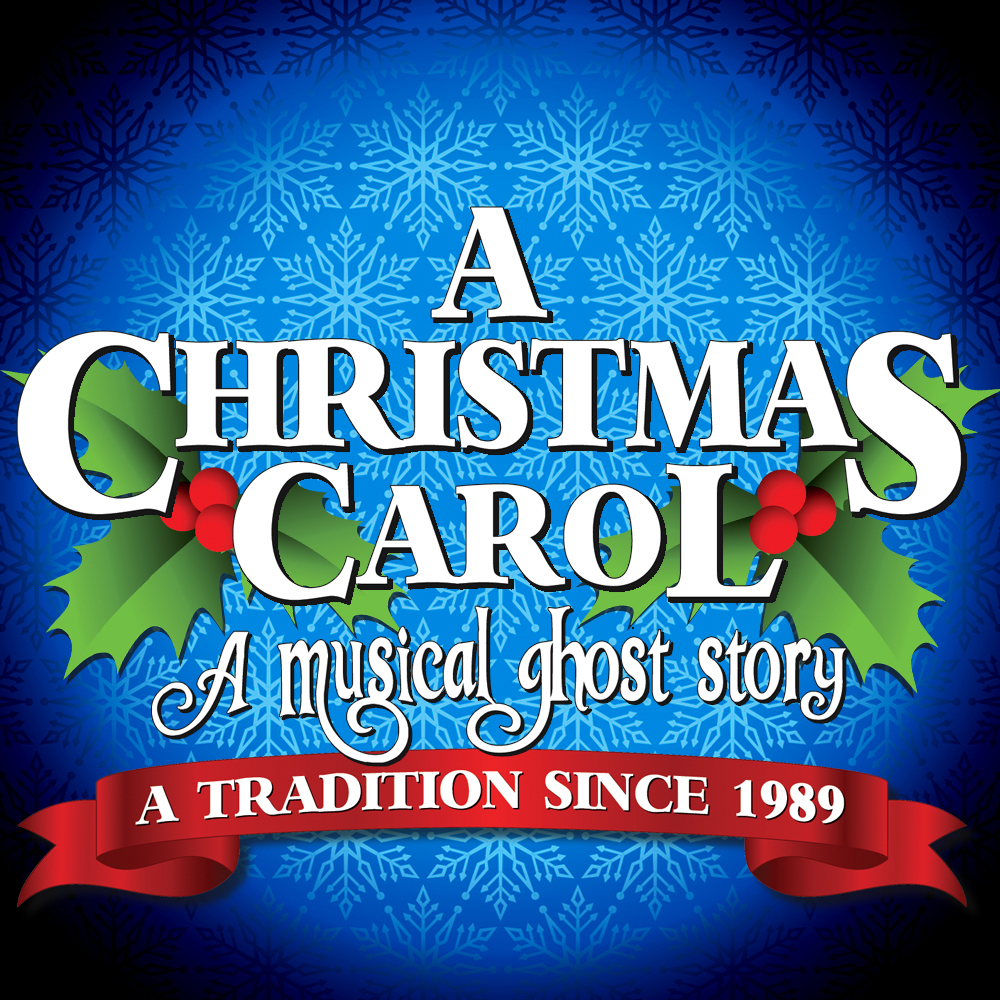 A
CHRISTMAS
CAROL
A musical ghost story
A TRADITION SINCE 1989